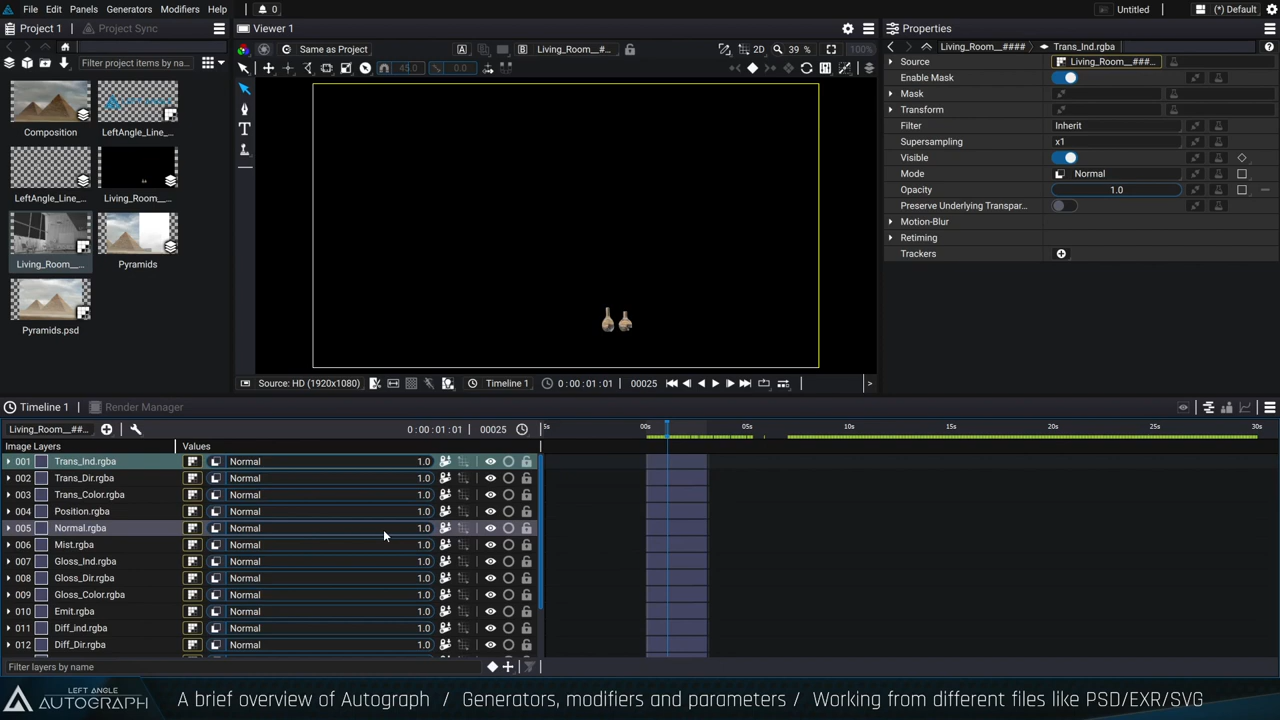 File Edit Panels Generators Modifiers Help 0 Untitled (*) Default
Project 1 Project Sync
Filter project items by na...
Composition
LeftAngle_Line_...
LeftAngle_Line_...
Living_Room__...
Living_Room__...
Pyramids
Pyramids.psd
Viewer 1
Same as Project A B Living_Room__#... 2D 39 % 100%
45.0 0.0
Source: HD (1920x1080) Timeline 1 0:00:01:01 00025
Properties
Living_Room__#### Trans_Ind.rgba
Source Living_Room__###...
Enable Mask
Mask
Transform
Filter Inherit
Supersampling x1
Visible
Mode Normal
Opacity 1.0
Preserve Underlying Transpar...
Motion-Blur
Retiming
Trackers
Timeline 1 Render Manager
Living_Room__##... 0:00:01:01 00025
5s 00s 05s 10s 15s 20s 25s 30s
Image Layers Values
001 Trans_Ind.rgba Normal 1.0
002 Trans_Dir.rgba Normal 1.0
003 Trans_Color.rgba Normal 1.0
004 Position.rgba Normal 1.0
005 Normal.rgba Normal 1.0
006 Mist.rgba Normal 1.0
007 Gloss_Ind.rgba Normal 1.0
008 Gloss_Dir.rgba Normal 1.0
009 Gloss_Color.rgba Normal 1.0
010 Emit.rgba Normal 1.0
011 Diff_ind.rgba Normal 1.0
012 Diff_Dir.rgba Normal 1.0
Filter layers by name
LEFT ANGLE
AUTOGRAPH
A brief overview of Autograph / Generators, modifiers and parameters / Working from different files like PSD/EXR/SVG